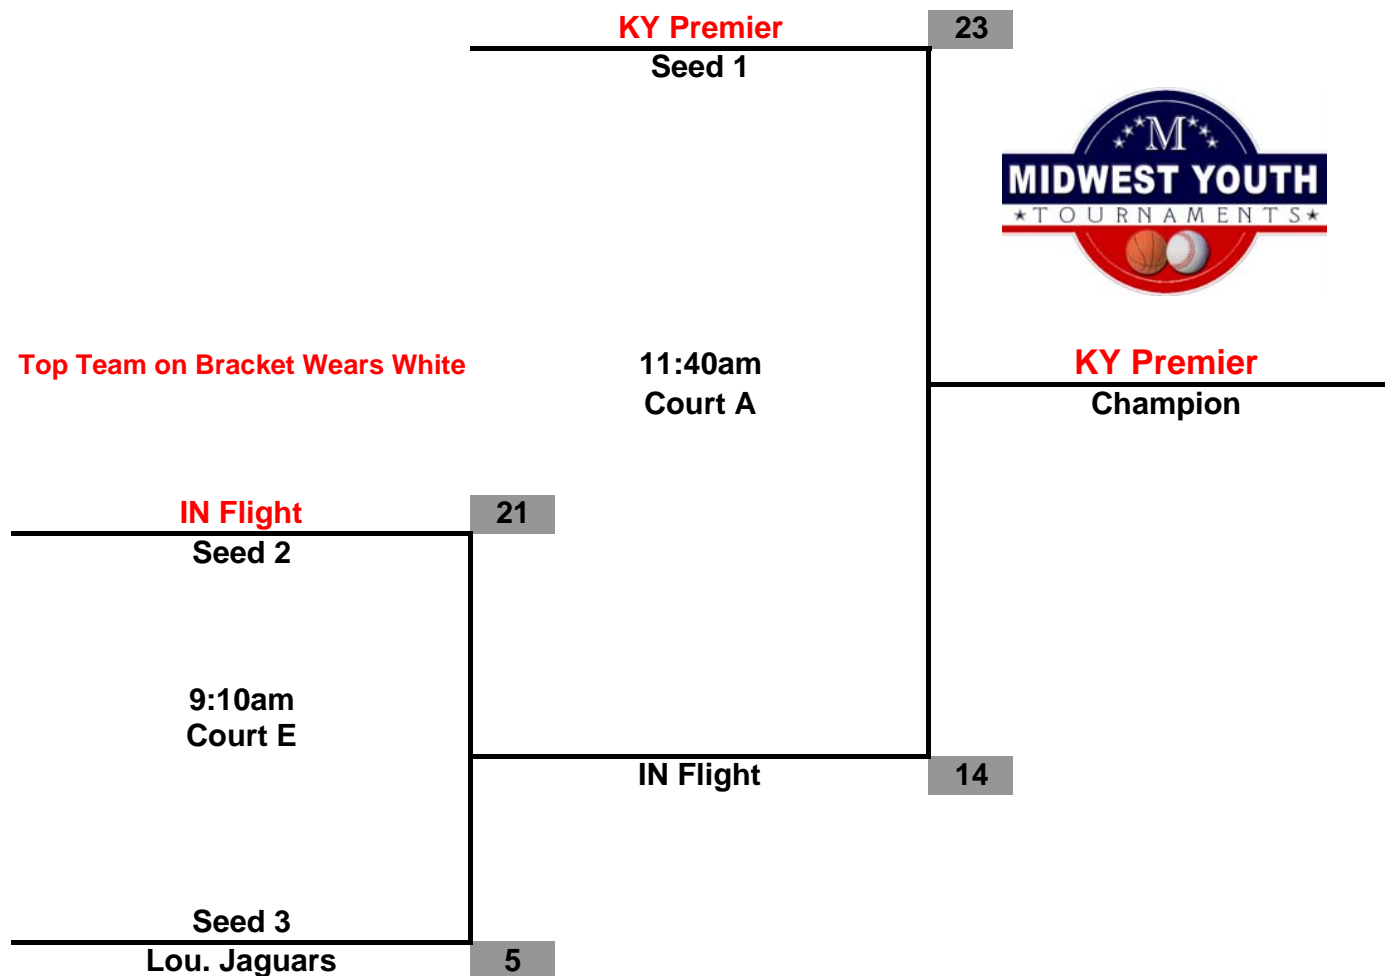 KY Premier 23
Seed 1
M
MIDWEST YOUTH
★TOURNAMENTS★
Top Team on Bracket Wears White
11:40am
Court A
KY Premier
Champion
IN Flight 21
Seed 2
9:10am
Court E
IN Flight 14
Seed 3
Lou. Jaguars 5